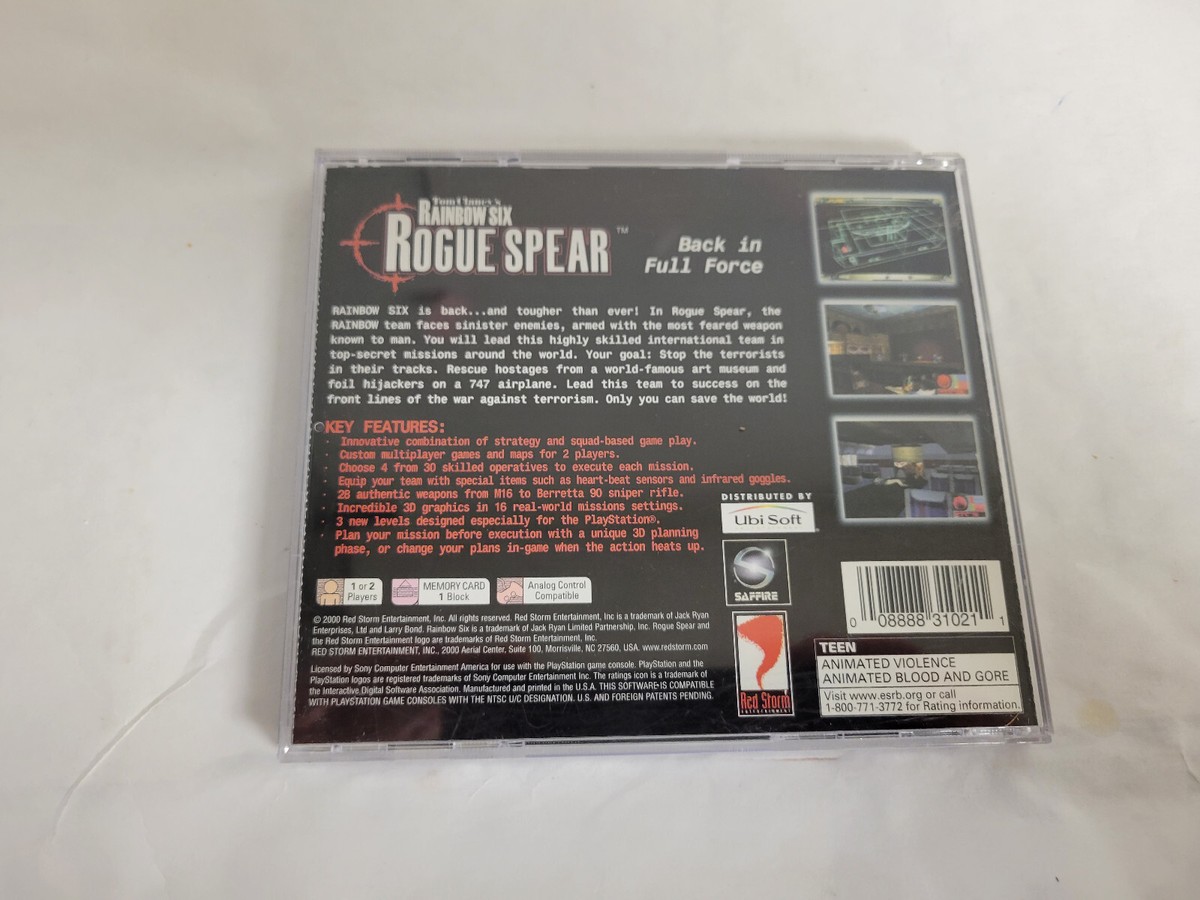 Tom Clancy's
RAINBOW SIX
ROGUE SPEAR™
Back in
Full Force
RAINBOW SIX is back...and tougher than ever! In Rogue Spear, the
RAINBOW team faces sinister enemies, armed with the most feared weapon
known to man. You will lead this highly skilled international team in
top-secret missions around the world. Your goal: Stop the terrorists
in their tracks. Rescue hostages from a world-famous art museum and
foil hijackers on a 747 airplane. Lead this team to success on the
front lines of the war against terrorism. Only you can save the world!
KEY FEATURES:
· Innovative combination of strategy and squad-based game play.
· Custom multiplayer games and maps for 2 players.
· Choose 4 from 30 skilled operatives to execute each mission.
· Equip your team with special items such as heart-beat sensors and infrared goggles.
· 28 authentic weapons from M16 to Berretta 90 sniper rifle.
· Incredible 3D graphics in 16 real-world missions settings.
· 3 new levels designed especially for the PlayStation®.
· Plan your mission before execution with a unique 3D planning
phase, or change your plans in-game when the action heats up.
DISTRIBUTED BY
Ubi Soft
SAFFIRE
Red Storm
ENTERTAINMENT
1 or 2
Players
MEMORY CARD
1 Block
Analog Control
Compatible
© 2000 Red Storm Entertainment, Inc. All rights reserved. Red Storm Entertainment, Inc is a trademark of Jack Ryan
Enterprises, Ltd and Larry Bond. Rainbow Six is a trademark of Jack Ryan Limited Partnership, Inc. Rogue Spear and
the Red Storm Entertainment logo are trademarks of Red Storm Entertainment, Inc.
RED STORM ENTERTAINMENT, INC., 2000 Aerial Center, Suite 100, Morrisville, NC 27560, USA. www.redstorm.com
Licensed by Sony Computer Entertainment America for use with the PlayStation game console. PlayStation and the
PlayStation logos are registered trademarks of Sony Computer Entertainment Inc. The ratings icon is a trademark of
the Interactive Digital Software Association. Manufactured and printed in the U.S.A. THIS SOFTWARE IS COMPATIBLE
WITH PLAYSTATION GAME CONSOLES WITH THE NTSC U/C DESIGNATION. U.S. AND FOREIGN PATENTS PENDING.
0 08888 31021 1
TEEN
ANIMATED VIOLENCE
ANIMATED BLOOD AND GORE
Visit www.esrb.org or call
1-800-771-3772 for Rating information.